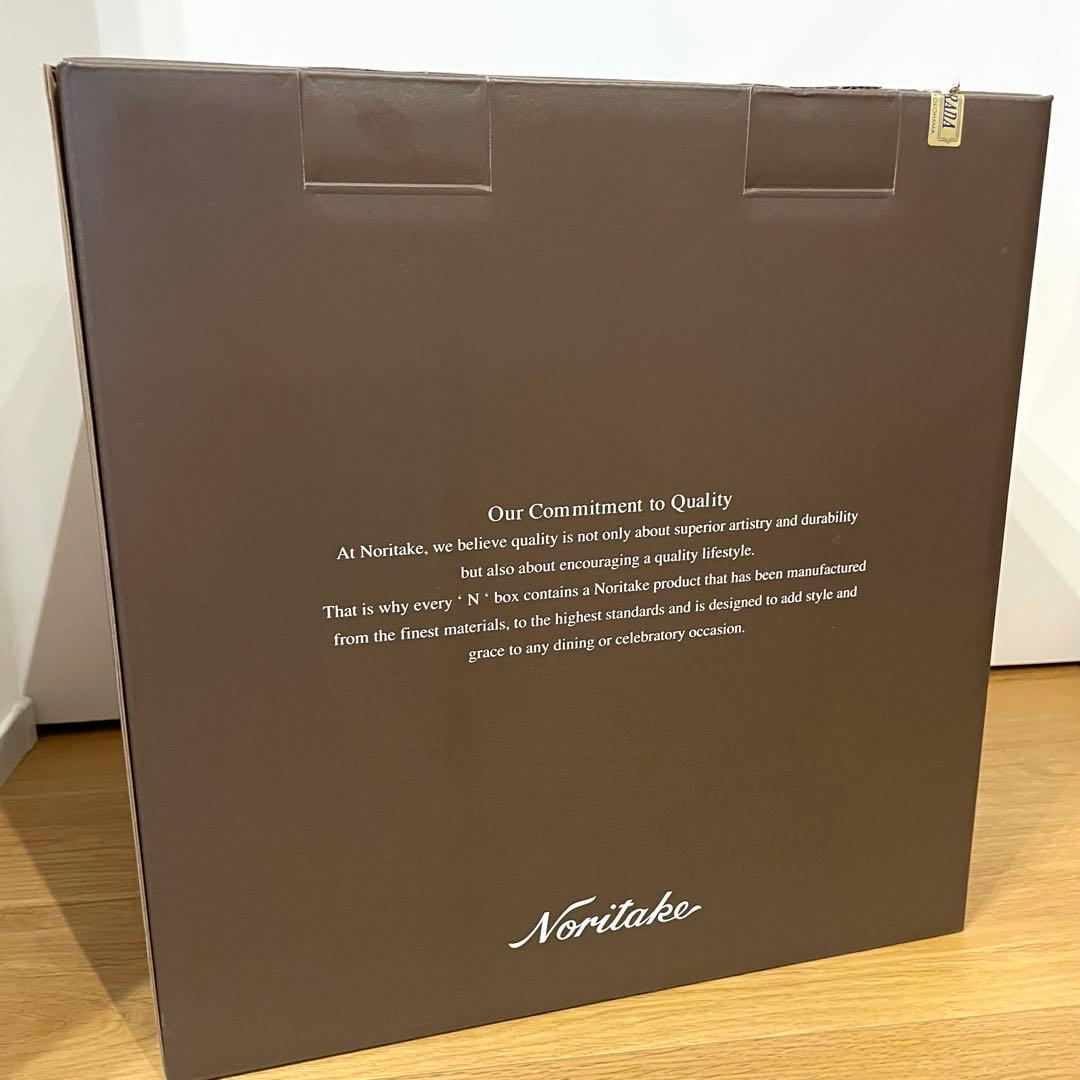 Our Commitment to Quality
At Noritake, we believe quality is not only about superior artistry and durability
but also about encouraging a quality lifestyle.
That is why every ‘ N ‘ box contains a Noritake product that has been manufactured
from the finest materials, to the highest standards and is designed to add style and
grace to any dining or celebratory occasion.
Noritake